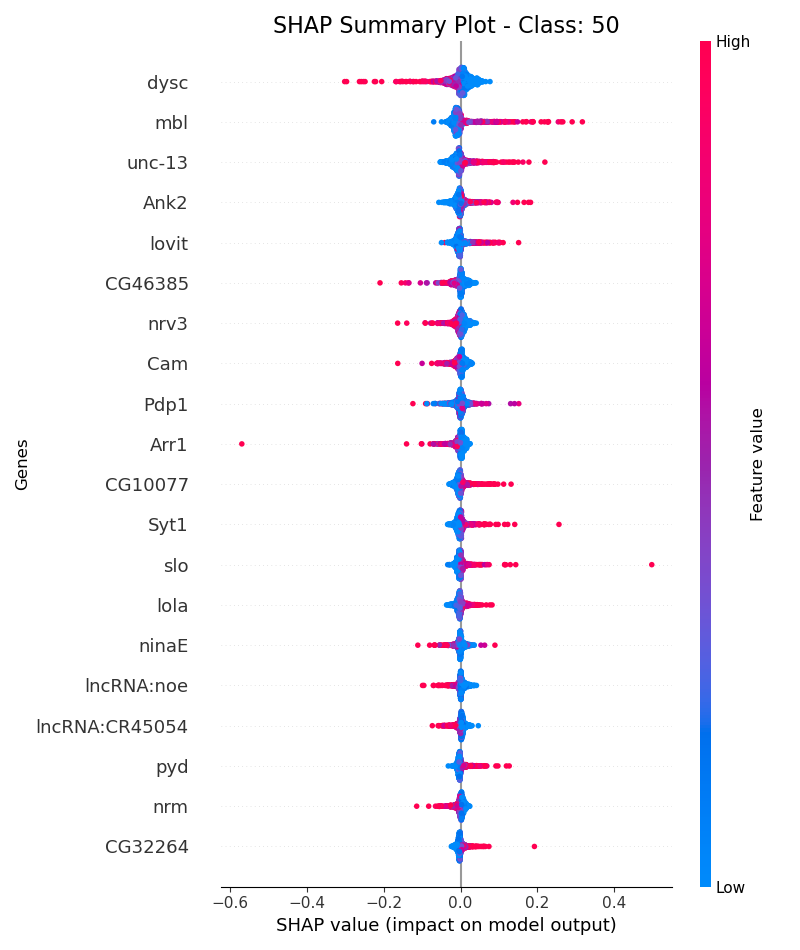 SHAP Summary Plot - Class: 50
High
dysc
mbl
unc-13
Ank2
lovit
CG46385
nrv3
Cam
Pdp1
Arr1
CG10077
Syt1
slo
lola
ninaE
lncRNA:noe
lncRNA:CR45054
pyd
nrm
CG32264
Genes
Feature value
Low
−0.6 −0.4 −0.2 0.0 0.2 0.4
SHAP value (impact on model output)